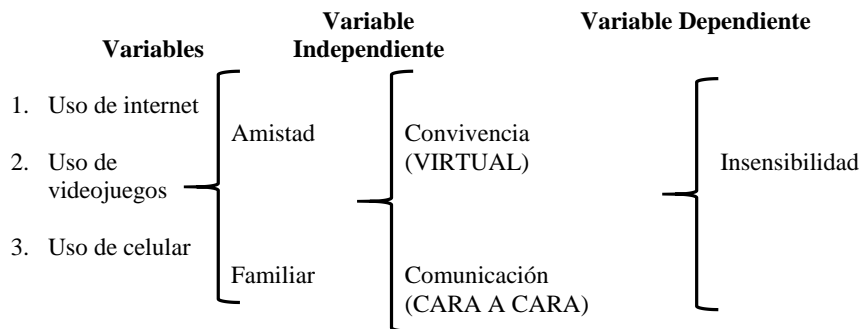 Variables
Variable
Independiente
Variable Dependiente
1. Uso de internet
2. Uso de
videojuegos
3. Uso de celular
Amistad
Familiar
Convivencia
(VIRTUAL)
Comunicación
(CARA A CARA)
Insensibilidad